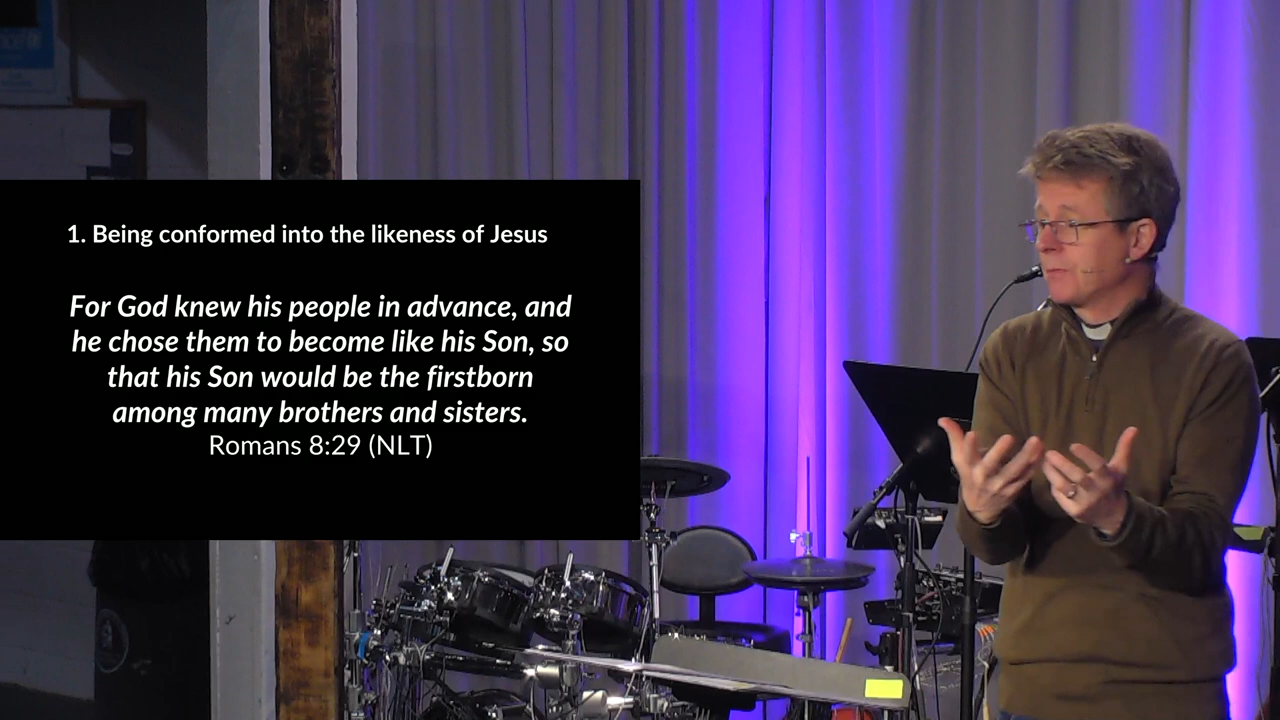 1. Being conformed into the likeness of Jesus
For God knew his people in advance, and
he chose them to become like his Son, so
that his Son would be the firstborn
among many brothers and sisters.
Romans 8:29 (NLT)